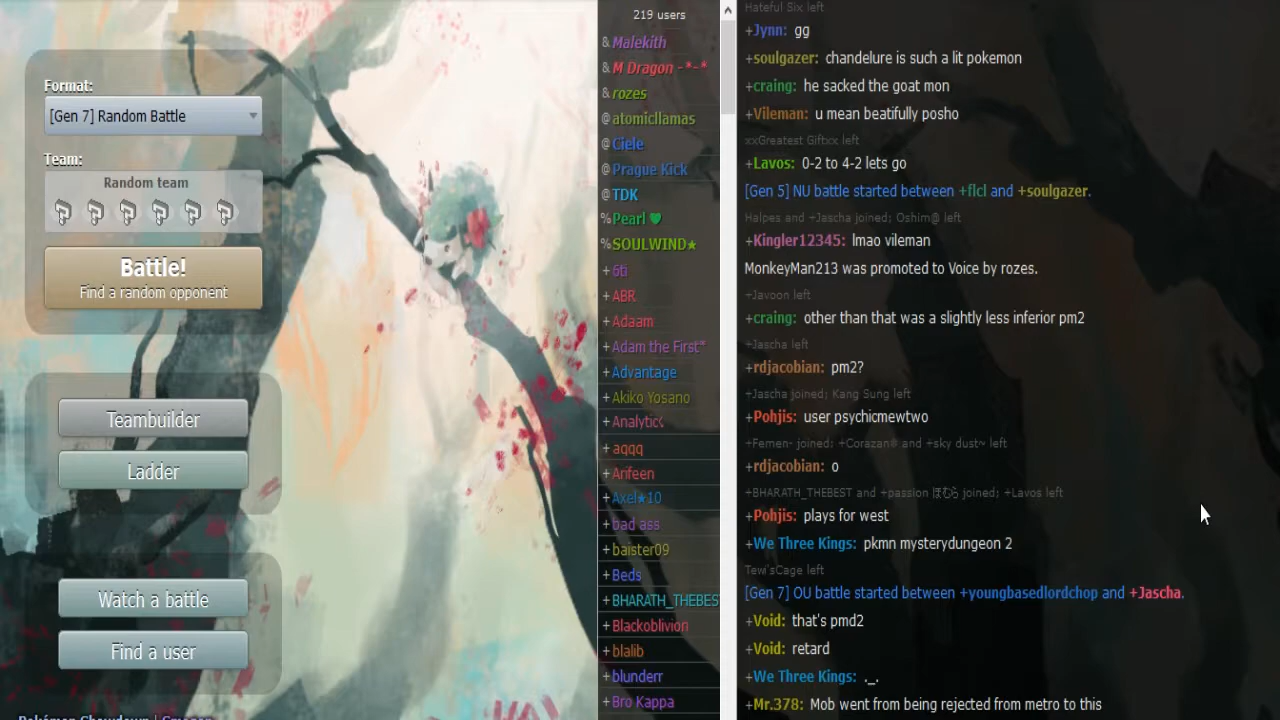 Format:
[Gen 7] Random Battle
Team:
Random team
Battle!
Find a random opponent
Teambuilder
Ladder
Watch a battle
Find a user
219 users
&Malekith
&M Dragon -*-*
&rozes
@atomicllamas
@Ciele
@Prague Kick
@TDK
%Pearl ♥
%SOULWIND★
+6ti
+ABR
+Adaam
+Adam the First*
+Advantage
+Akiko Yosano
+Analytic
+aqqq
+Arifeen
+Axel★10
+bad ass
+baister09
+Beds
+BHARATH_THEBES
+Blackoblivion
+blalib
+blunderr
+Bro Kappa
Hateful Six left
+Jynn: gg
+soulgazer: chandelure is such a lit pokemon
+craing: he sacked the goat mon
+Vileman: u mean beatifully posho
xxGreatest Giftxx left
+Lavos: 0-2 to 4-2 lets go
[Gen 5] NU battle started between +flcl and +soulgazer.
Halpes and +Jascha joined; Oshim@ left
+Kingler12345: lmao vileman
MonkeyMan213 was promoted to Voice by rozes.
+Javoon left
+craing: other than that was a slightly less inferior pm2
+Jascha left
+rdjacobian: pm2?
+Jascha joined; Kang Sung left
+Pohjis: user psychicmewtwo
+Femen- joined; +Corazan and +sky dust~ left
+rdjacobian: o
+BHARATH_THEBEST and +passion ほむら joined; +Lavos left
+Pohjis: plays for west
+We Three Kings: pkmn mysterydungeon 2
Tewi'sCage left
[Gen 7] OU battle started between +youngbasedlordchop and +Jascha.
+Void: that's pmd2
+Void: retard
+We Three Kings: ._.
+Mr.378: Mob went from being rejected from metro to this